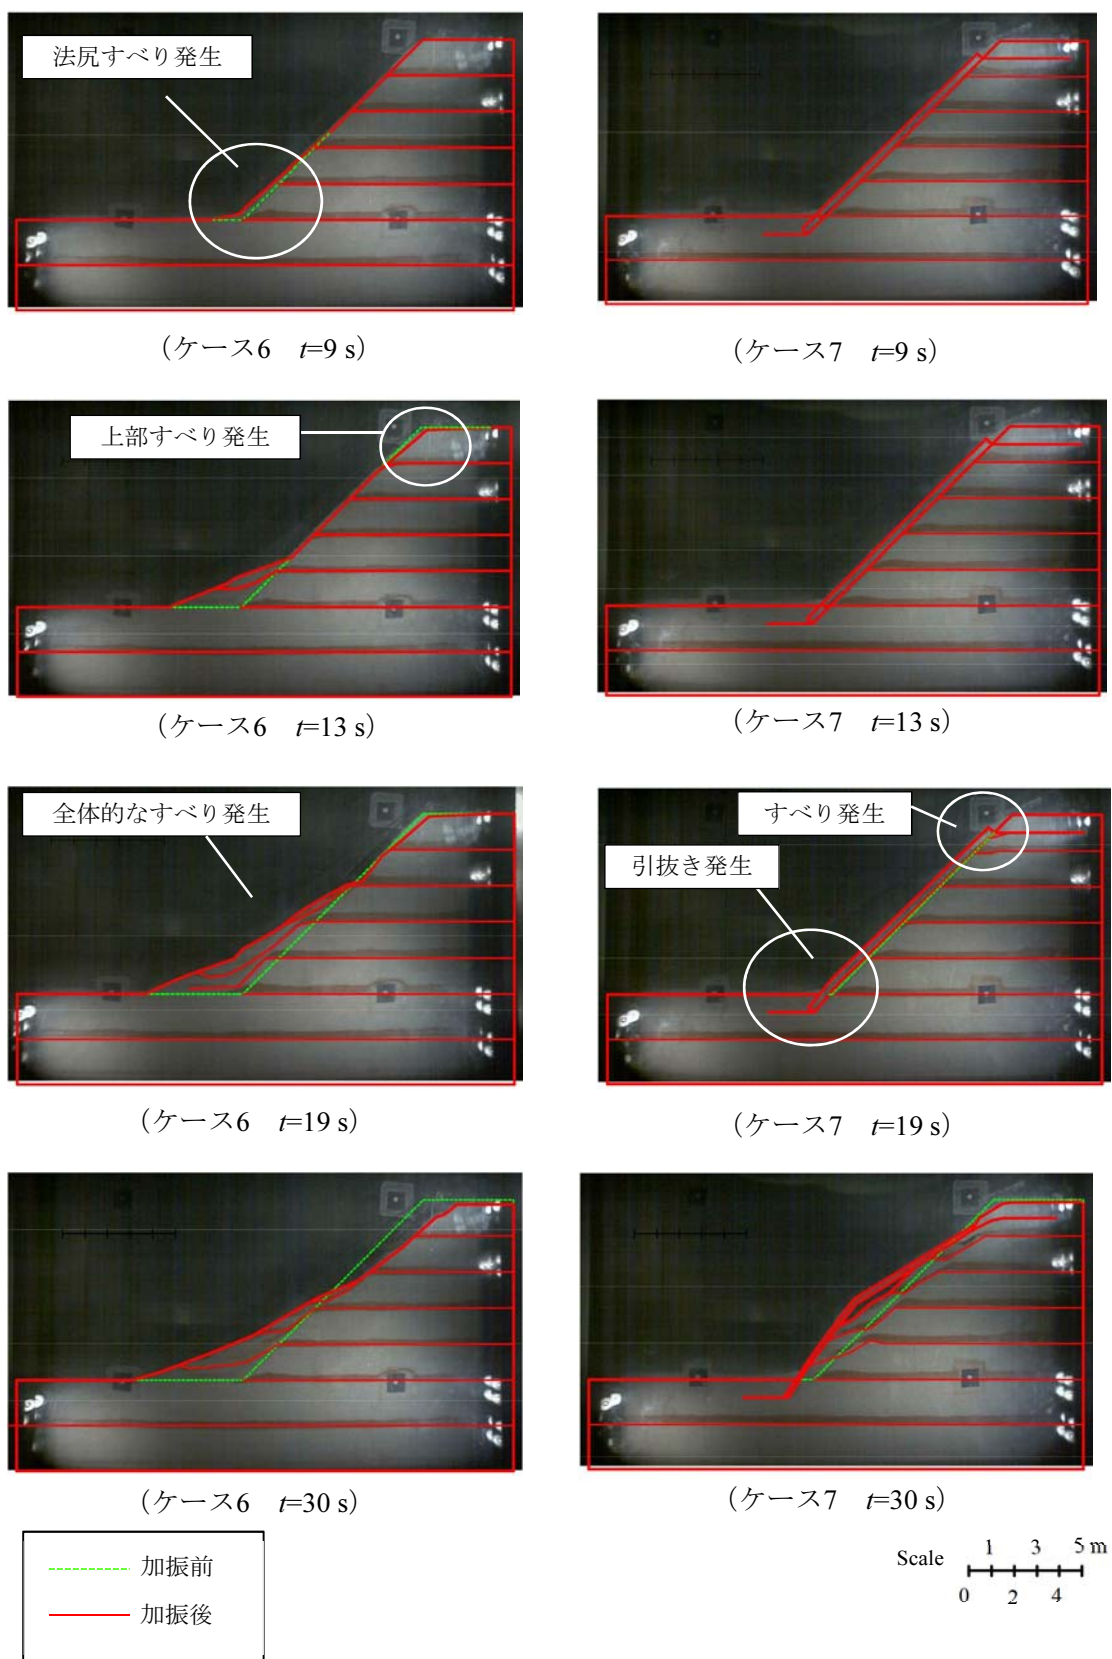 法尻すべり発生
（ケース6　t=9 s）
（ケース7　t=9 s）
上部すべり発生
（ケース6　t=13 s）
（ケース7　t=13 s）
全体的なすべり発生
すべり発生
引抜き発生
（ケース6　t=19 s）
（ケース7　t=19 s）
（ケース6　t=30 s）
（ケース7　t=30 s）
加振前
加振後
Scale
1 3 5 m
0 2 4